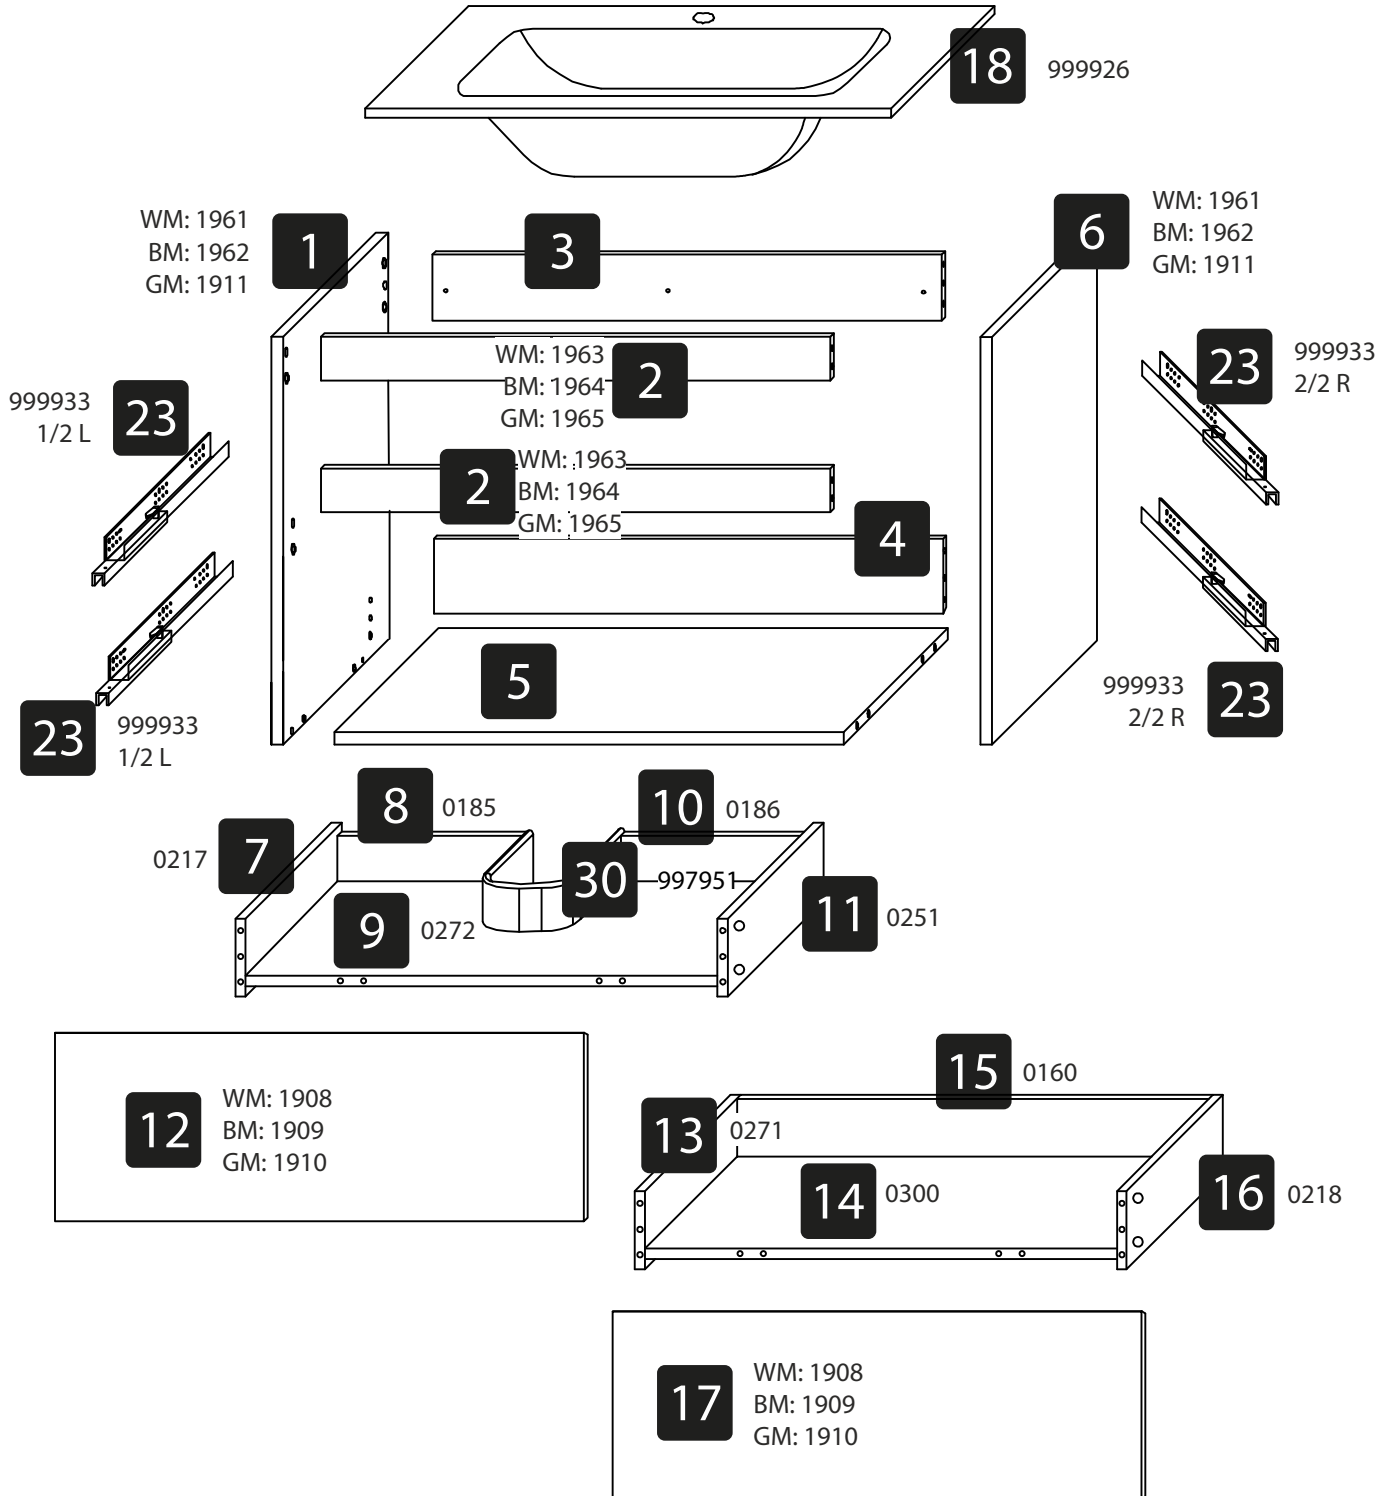 18
999926
WM: 1961
BM: 1962
GM: 1911
1
3
6
WM: 1961
BM: 1962
GM: 1911
WM: 1963
BM: 1964
GM: 1965
2
23
999933
2/2 R
999933
1/2 L
23
2
WM: 1963
BM: 1964
GM: 1965
4
5
23
999933
1/2 L
999933
2/2 R
23
8
0185
10
0186
0217
7
30
997951
9
0272
11
0251
12
WM: 1908
BM: 1909
GM: 1910
15
0160
13
0271
14
0300
16
0218
17
WM: 1908
BM: 1909
GM: 1910